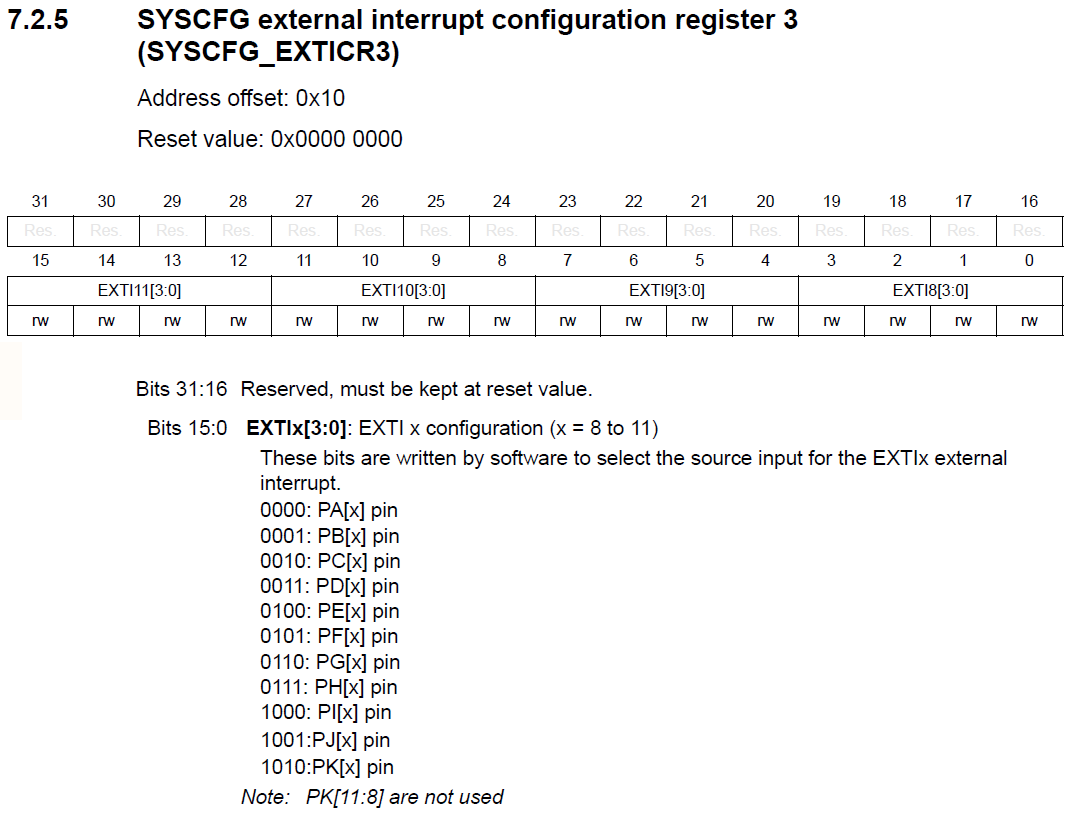 7.2.5 SYSCFG external interrupt configuration register 3
(SYSCFG_EXTICR3)
Address offset: 0x10
Reset value: 0x0000 0000
31 30 29 28 27 26 25 24 23 22 21 20 19 18 17 16
Res. Res. Res. Res. Res. Res. Res. Res. Res. Res. Res. Res. Res. Res. Res. Res.
15 14 13 12 11 10 9 8 7 6 5 4 3 2 1 0
EXTI11[3:0] EXTI10[3:0] EXTI9[3:0] EXTI8[3:0]
rw rw rw rw rw rw rw rw rw rw rw rw rw rw rw rw
Bits 31:16 Reserved, must be kept at reset value.
Bits 15:0 EXTIx[3:0]: EXTI x configuration (x = 8 to 11)
These bits are written by software to select the source input for the EXTIx external
interrupt.
0000: PA[x] pin
0001: PB[x] pin
0010: PC[x] pin
0011: PD[x] pin
0100: PE[x] pin
0101: PF[x] pin
0110: PG[x] pin
0111: PH[x] pin
1000: PI[x] pin
1001:PJ[x] pin
1010:PK[x] pin
Note: PK[11:8] are not used